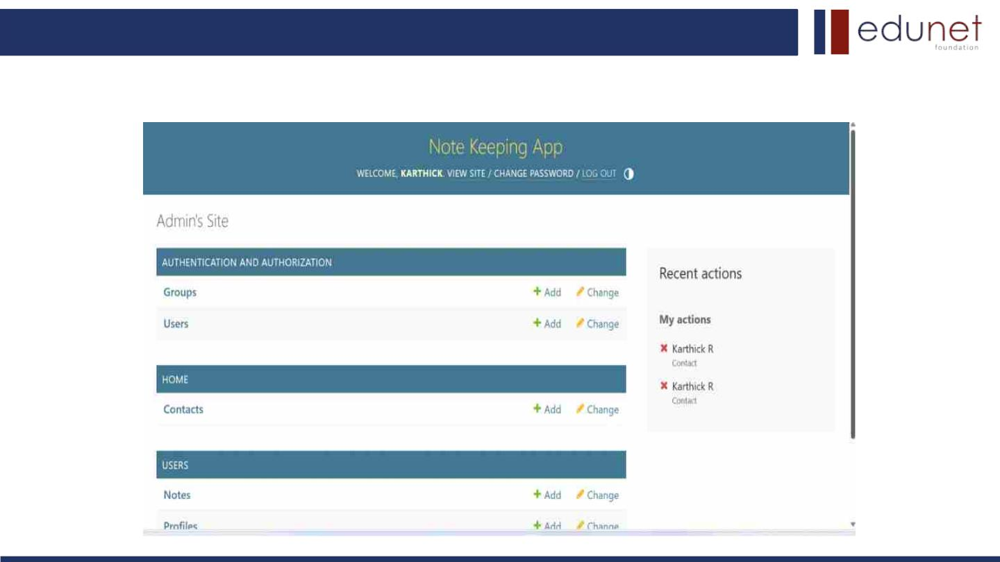 edunet
foundation
Note Keeping App
WELCOME, KARTHICK. VIEW SITE / CHANGE PASSWORD / LOG OUT
Admin's Site
AUTHENTICATION AND AUTHORIZATION
Groups Add Change
Users Add Change
HOME
Contacts Add Change
USERS
Notes Add Change
Profiles Add Change
Recent actions
My actions
Karthick R
Contact
Karthick R
Contact